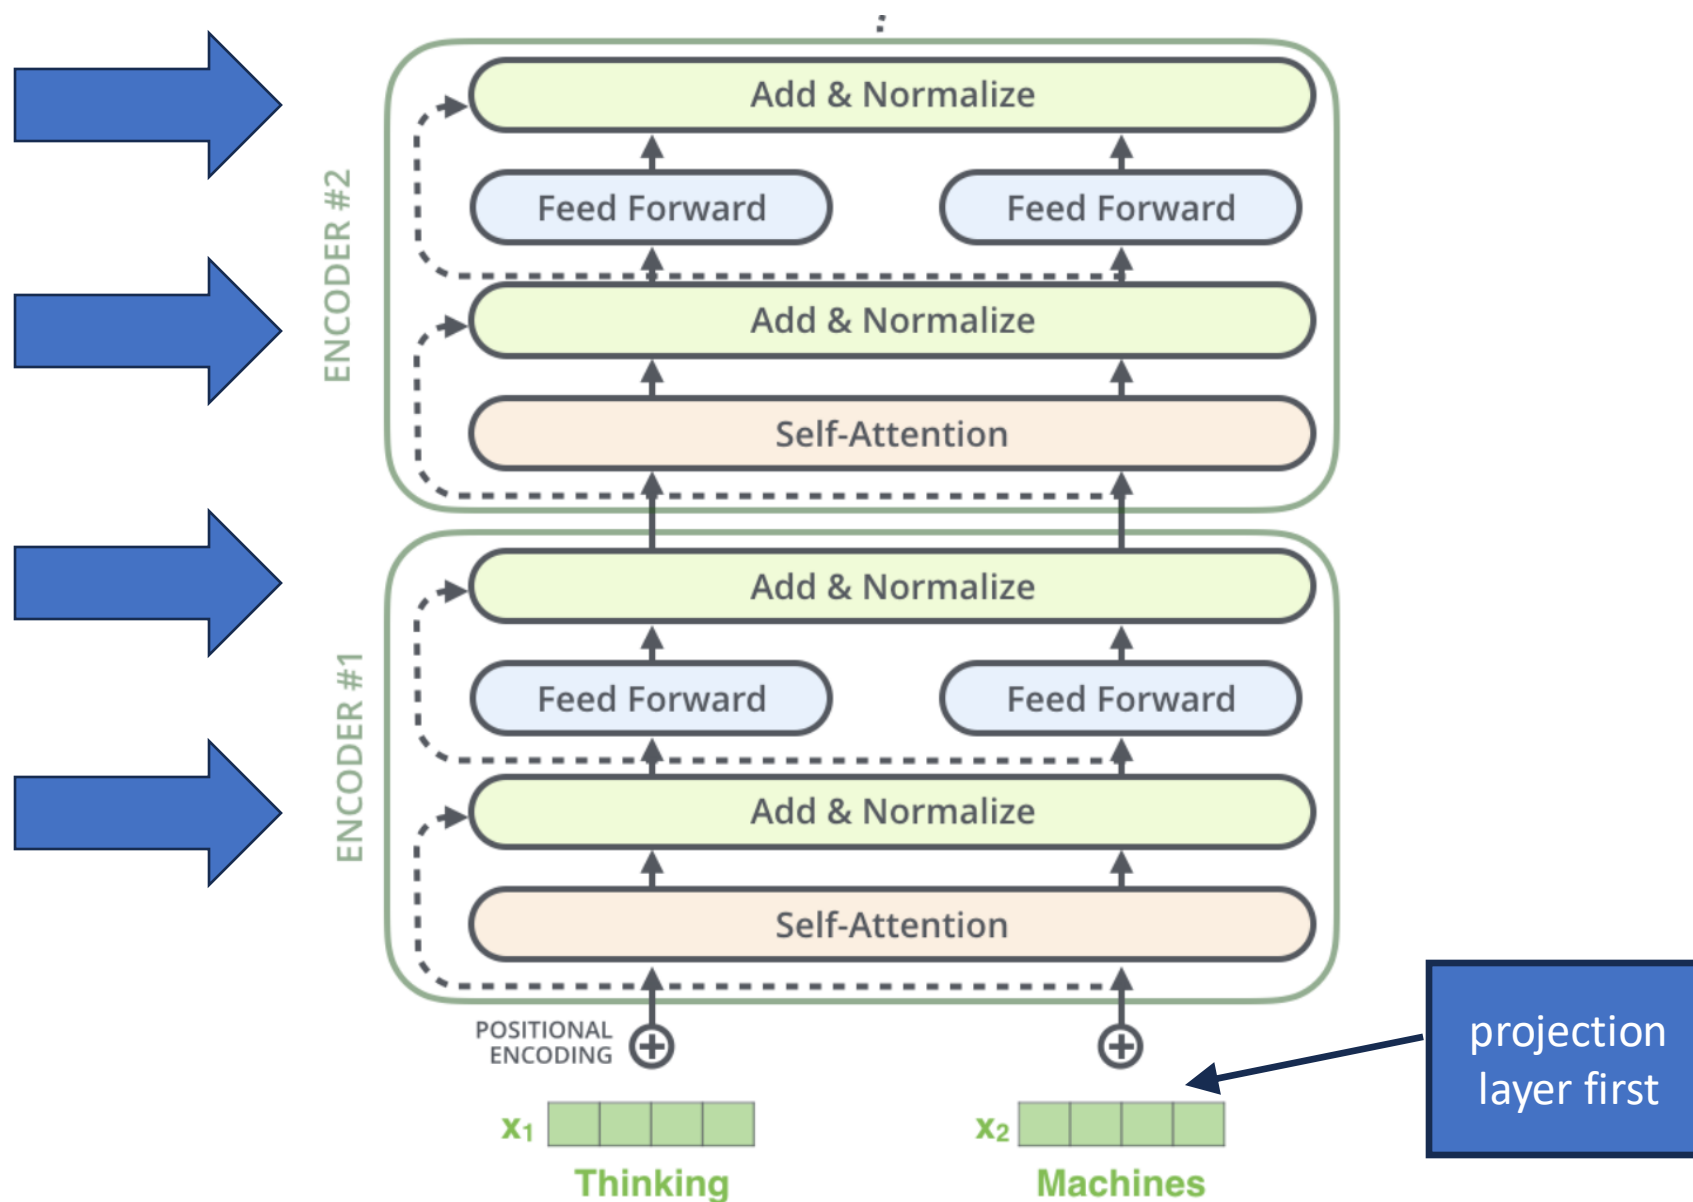 Add & Normalize
Feed Forward
Feed Forward
ENCODER #2
Add & Normalize
Self-Attention
Add & Normalize
Feed Forward
Feed Forward
ENCODER #1
Add & Normalize
Self-Attention
POSITIONAL
ENCODING
projection
layer first
x₁
x₂
Thinking
Machines